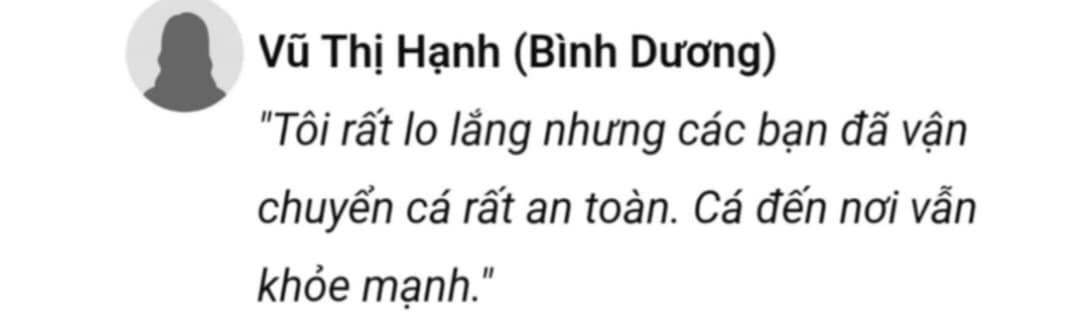 Vũ Thị Hạnh (Bình Dương)
"Tôi rất lo lắng nhưng các bạn đã vận
chuyển cá rất an toàn. Cá đến nơi vẫn
khỏe mạnh."